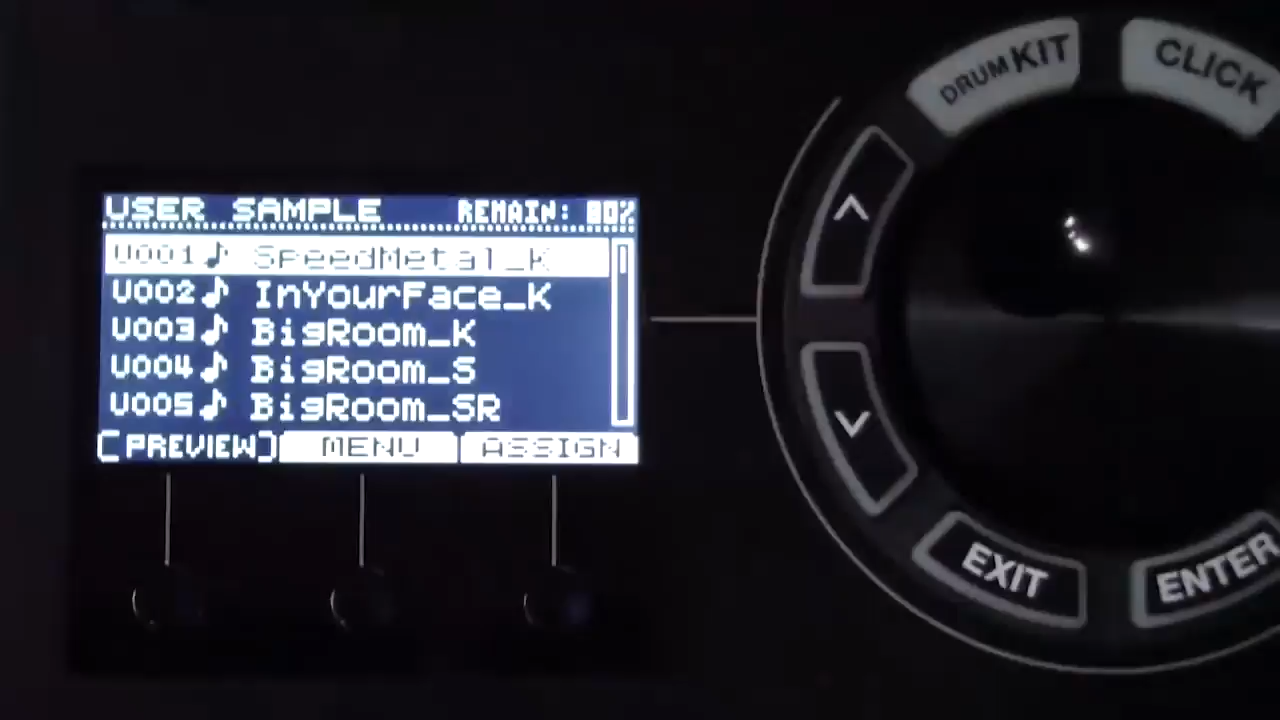 USER SAMPLE REMAIN: 80%
U001♪ SpeedMetal_K
U002♪ InYourFace_K
U003♪ BigRoom_K
U004♪ BigRoom_S
U005♪ BigRoom_SR
[PREVIEW] MENU ASSIGN
DRUM KIT
CLICK
EXIT
ENTER